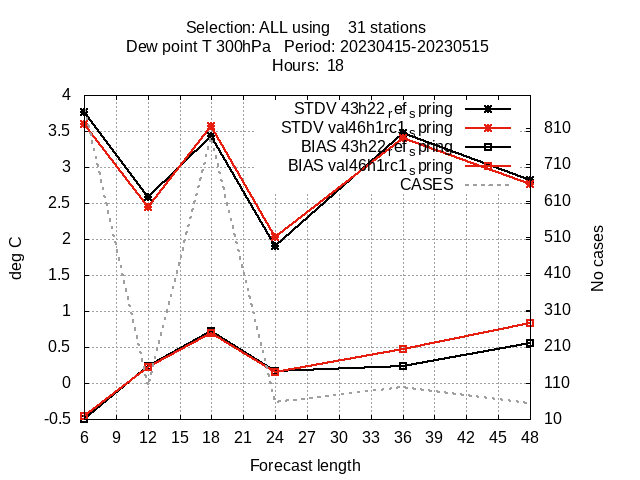 Selection: ALL using 31 stations
Dew point T 300hPa Period: 20230415-20230515
Hours: 18
STDV 43h22_ref_spring
STDV val46h1rc1_spring
BIAS 43h22_ref_spring
BIAS val46h1rc1_spring
CASES
4
3.5
3
2.5
2
1.5
1
0.5
0
-0.5
deg C
810
710
610
510
410
310
210
110
10
No cases
6 9 12 15 18 21 24 27 30 33 36 39 42 45 48
Forecast length